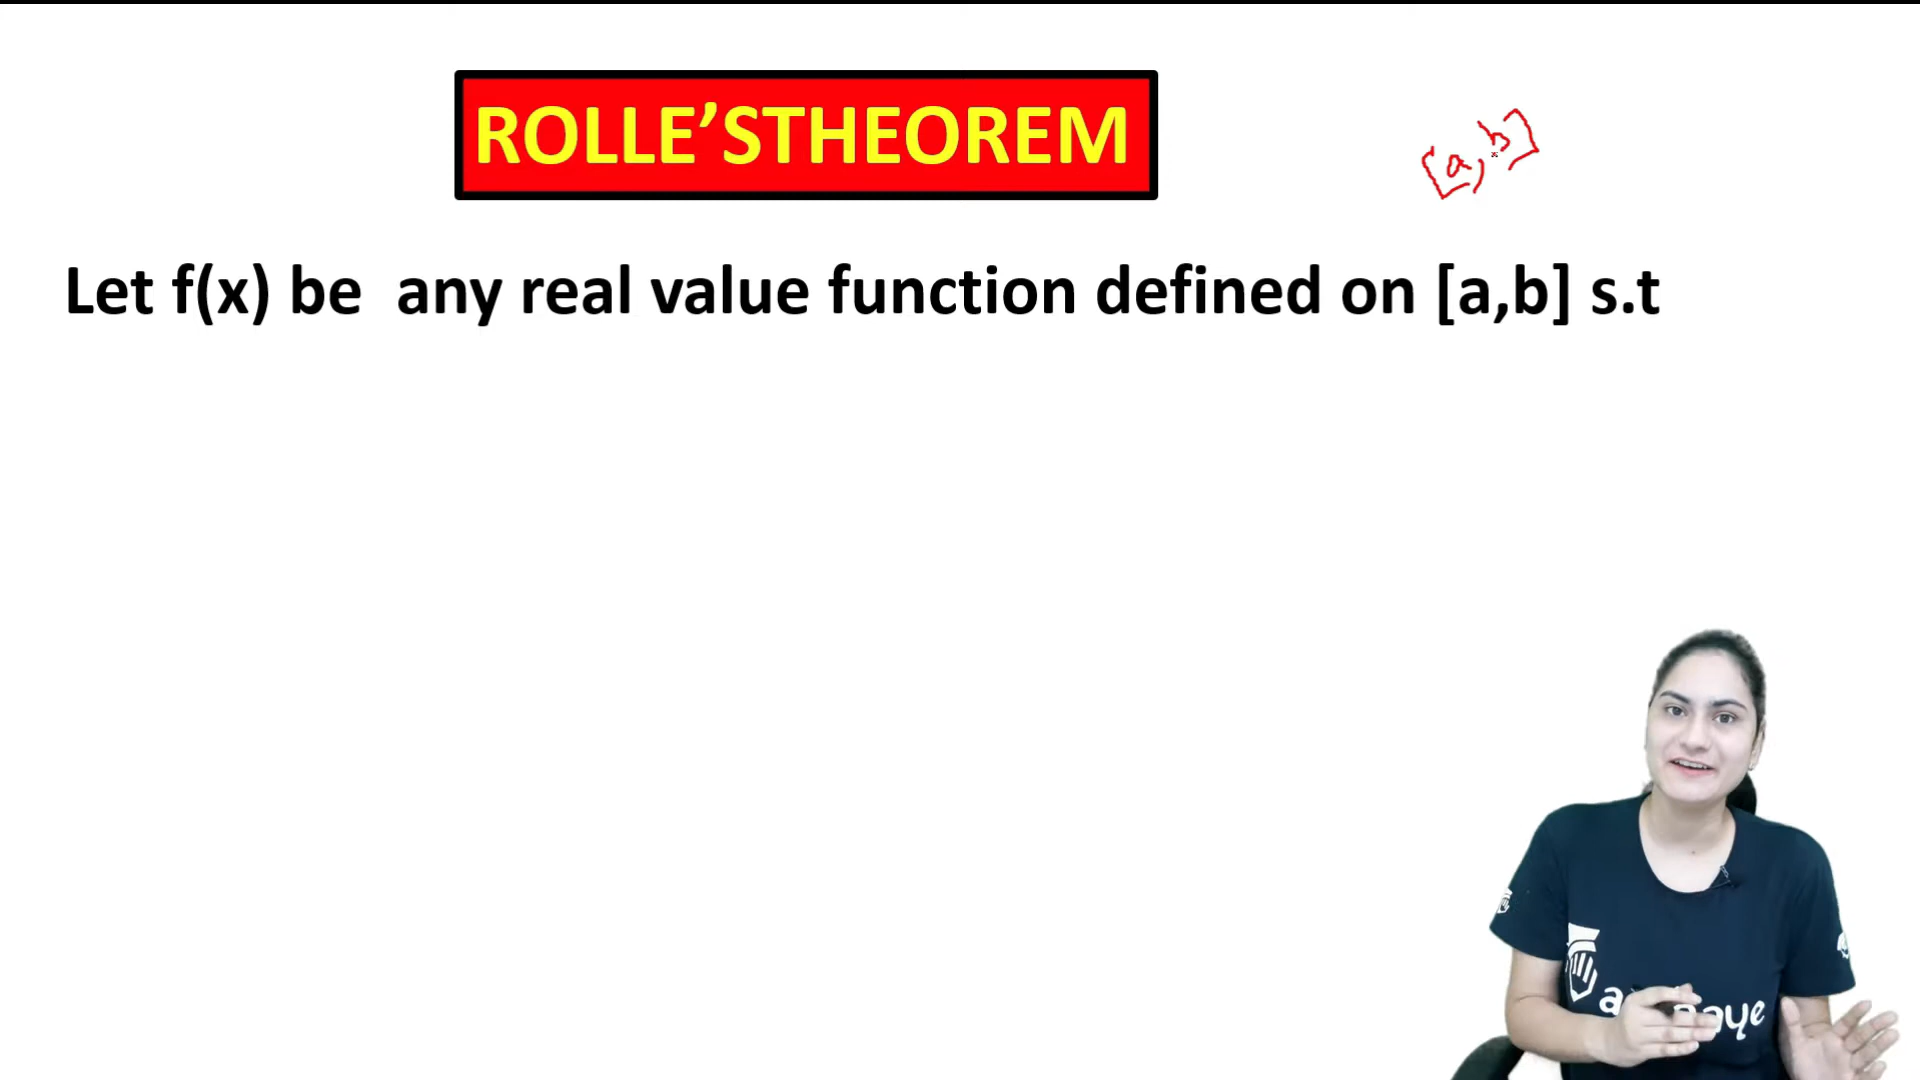 ROLLE’STHEOREM
[a,b]
Let f(x) be any real value function defined on [a,b] s.t